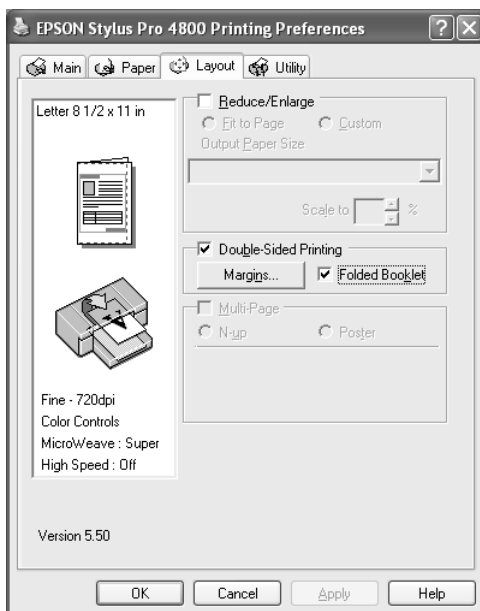 EPSON Stylus Pro 4800 Printing Preferences
Main Paper Layout Utility
Letter 8 1/2 x 11 in
Reduce/Enlarge
Fit to Page Custom
Output Paper Size
Scale to %
Double-Sided Printing
Margins... Folded Booklet
Multi-Page
N-up Poster
Fine - 720dpi
Color Controls
MicroWeave : Super
High Speed : Off
Version 5.50
OK Cancel Apply Help